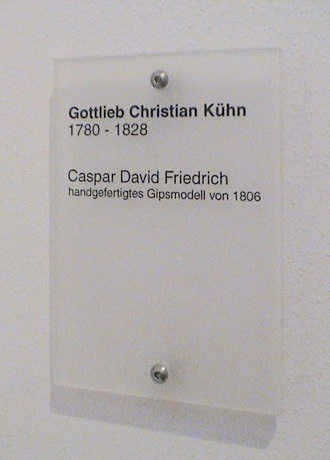 Gottlieb Christian Kühn
1780 - 1828
Caspar David Friedrich
handgefertigtes Gipsmodell von 1806